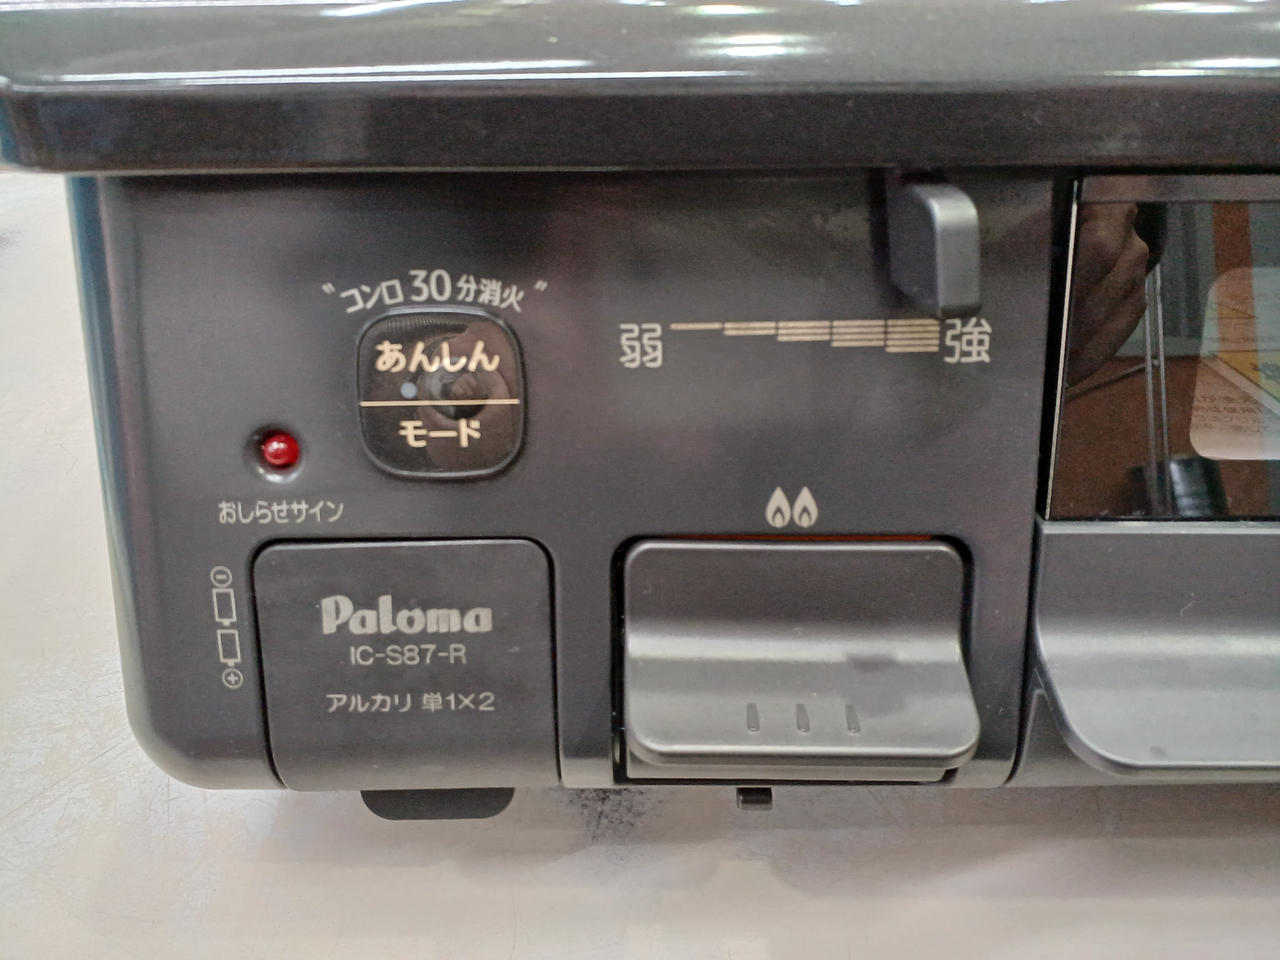 "コンロ30分消火"
あんしん
モード
弱 強
おしらせサイン
Paloma
IC-S87-R
アルカリ 単1×2